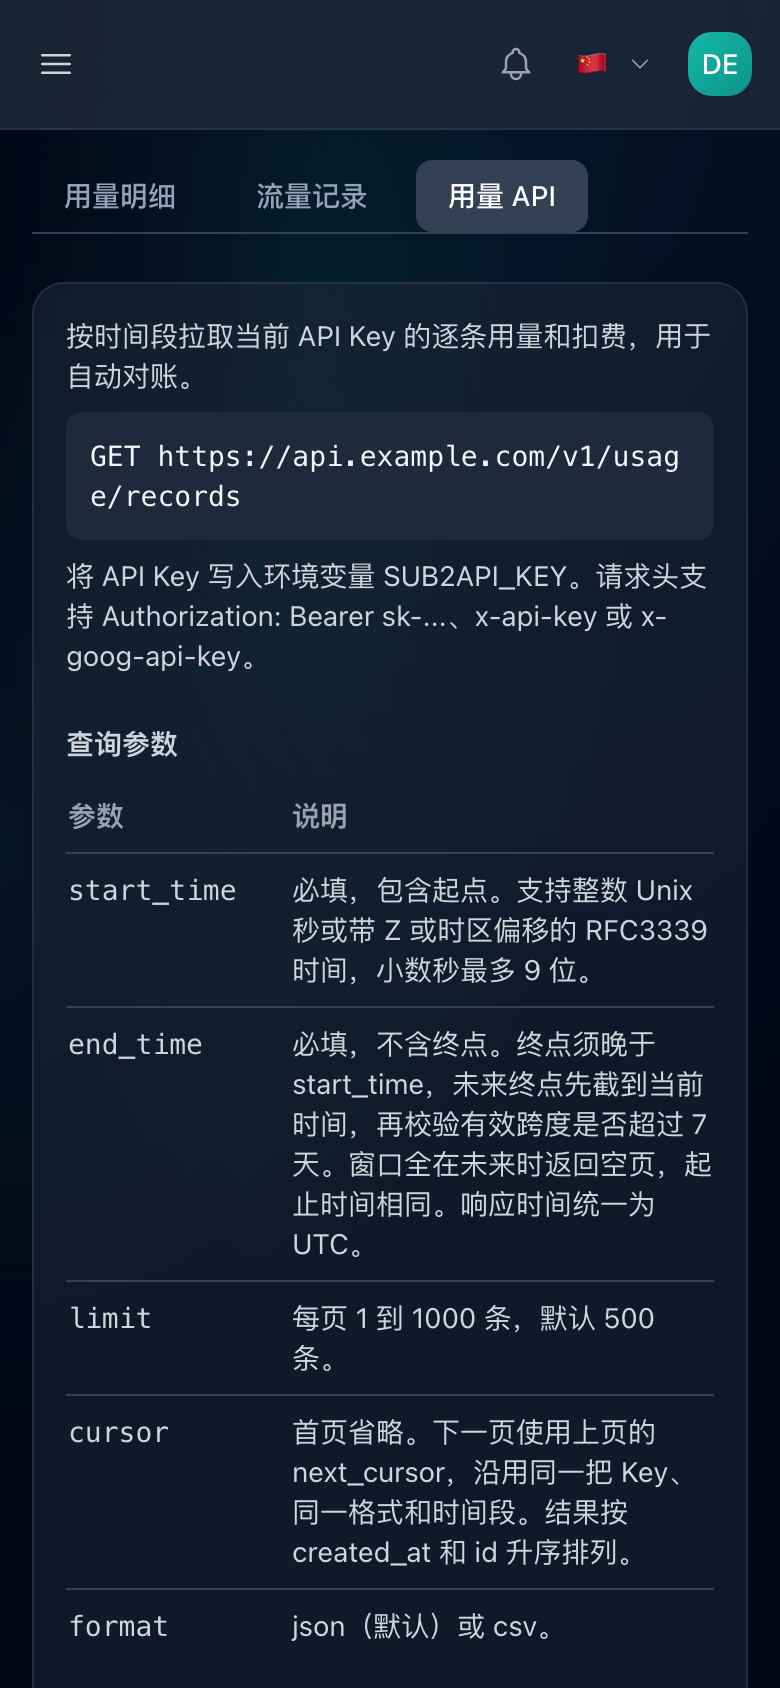 DE
用量明细
流量记录
用量 API
按时间段拉取当前 API Key 的逐条用量和扣费，用于
自动对账。
GET https://api.example.com/v1/usag
e/records
将 API Key 写入环境变量 SUB2API_KEY。请求头支
持 Authorization: Bearer sk-...、x-api-key 或 x-
goog-api-key。
查询参数
参数
说明
start_time
必填，包含起点。支持整数 Unix
秒或带 Z 或时区偏移的 RFC3339
时间，小数秒最多 9 位。
end_time
必填，不含终点。终点须晚于
start_time，未来终点先截到当前
时间，再校验有效跨度是否超过 7
天。窗口全在未来时返回空页，起
止时间相同。响应时间统一为
UTC。
limit
每页 1 到 1000 条，默认 500
条。
cursor
首页省略。下一页使用上页的
next_cursor，沿用同一把 Key、
同一格式和时间段。结果按
created_at 和 id 升序排列。
format
json（默认）或 csv。